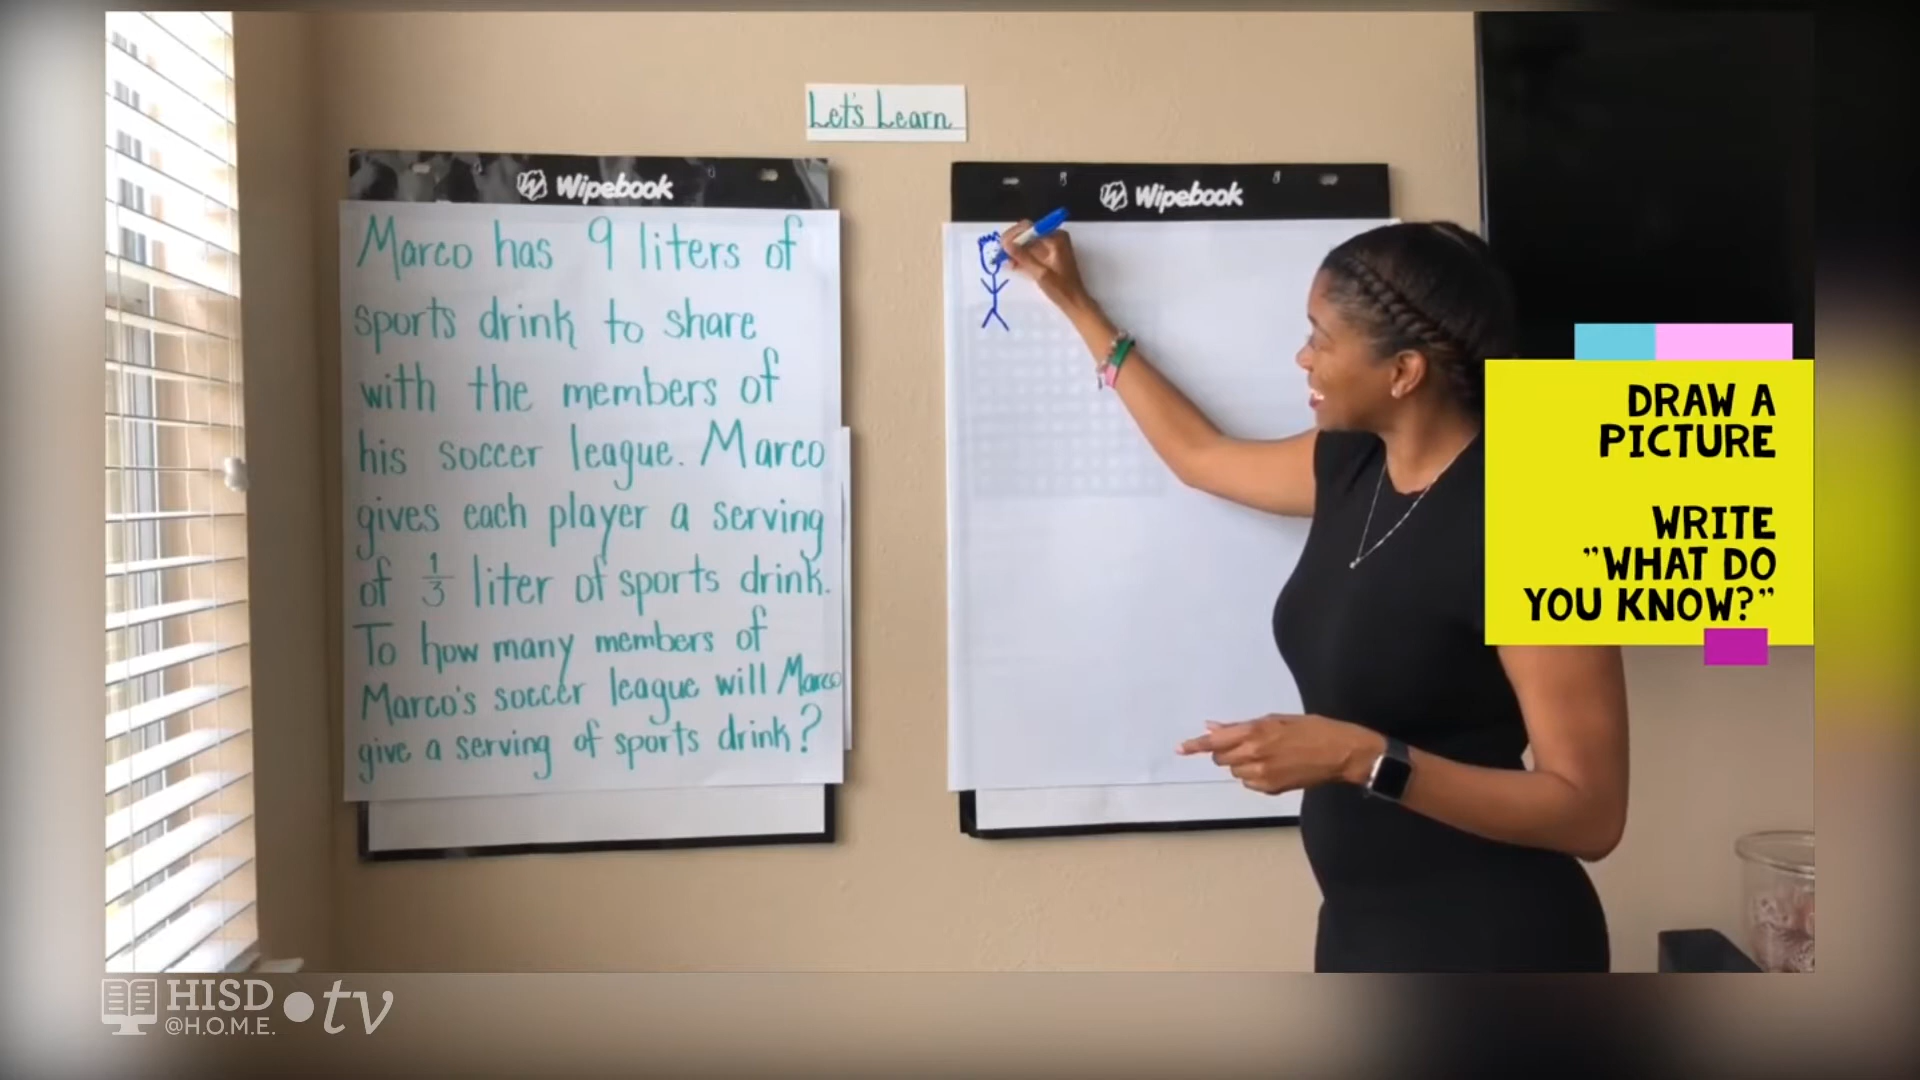 Let's Learn
Wipebook
Marco has 9 liters of
sports drink to share
with the members of
his soccer league. Marco
gives each player a serving
of 1/3 liter of sports drink.
To how many members of
Marco's soccer league will Marco
give a serving of sports drink?
Wipebook
DRAW A
PICTURE
WRITE
"WHAT DO
YOU KNOW?"
HISD
@H.O.M.E.
•tv